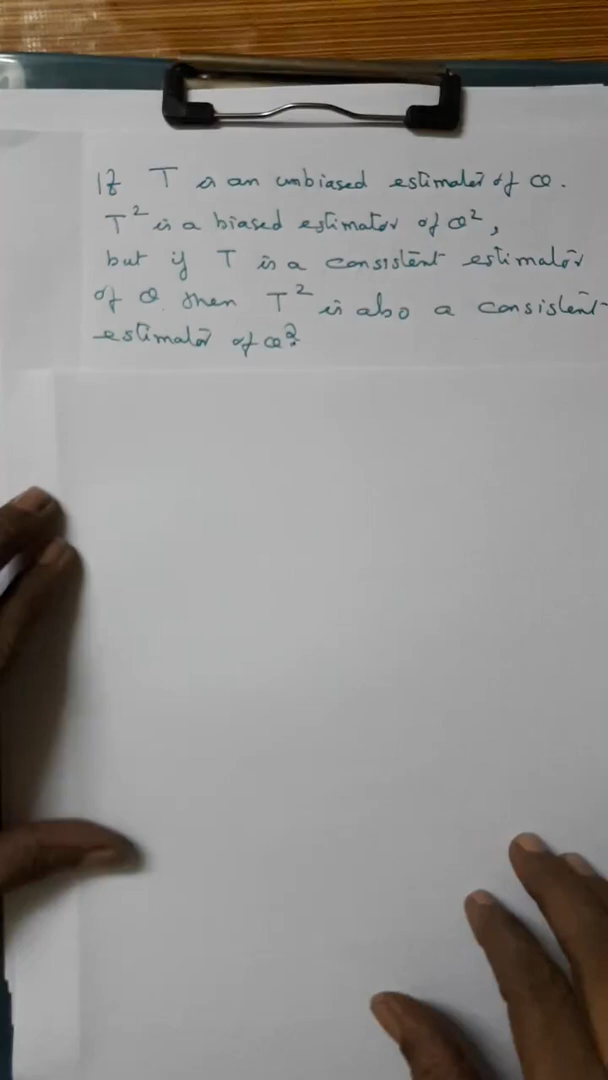 If T is an unbiased estimator of θ.
T² is a biased estimator of θ²,
but if T is a consistent estimator
of θ then T² is also a consistent
estimator of θ²